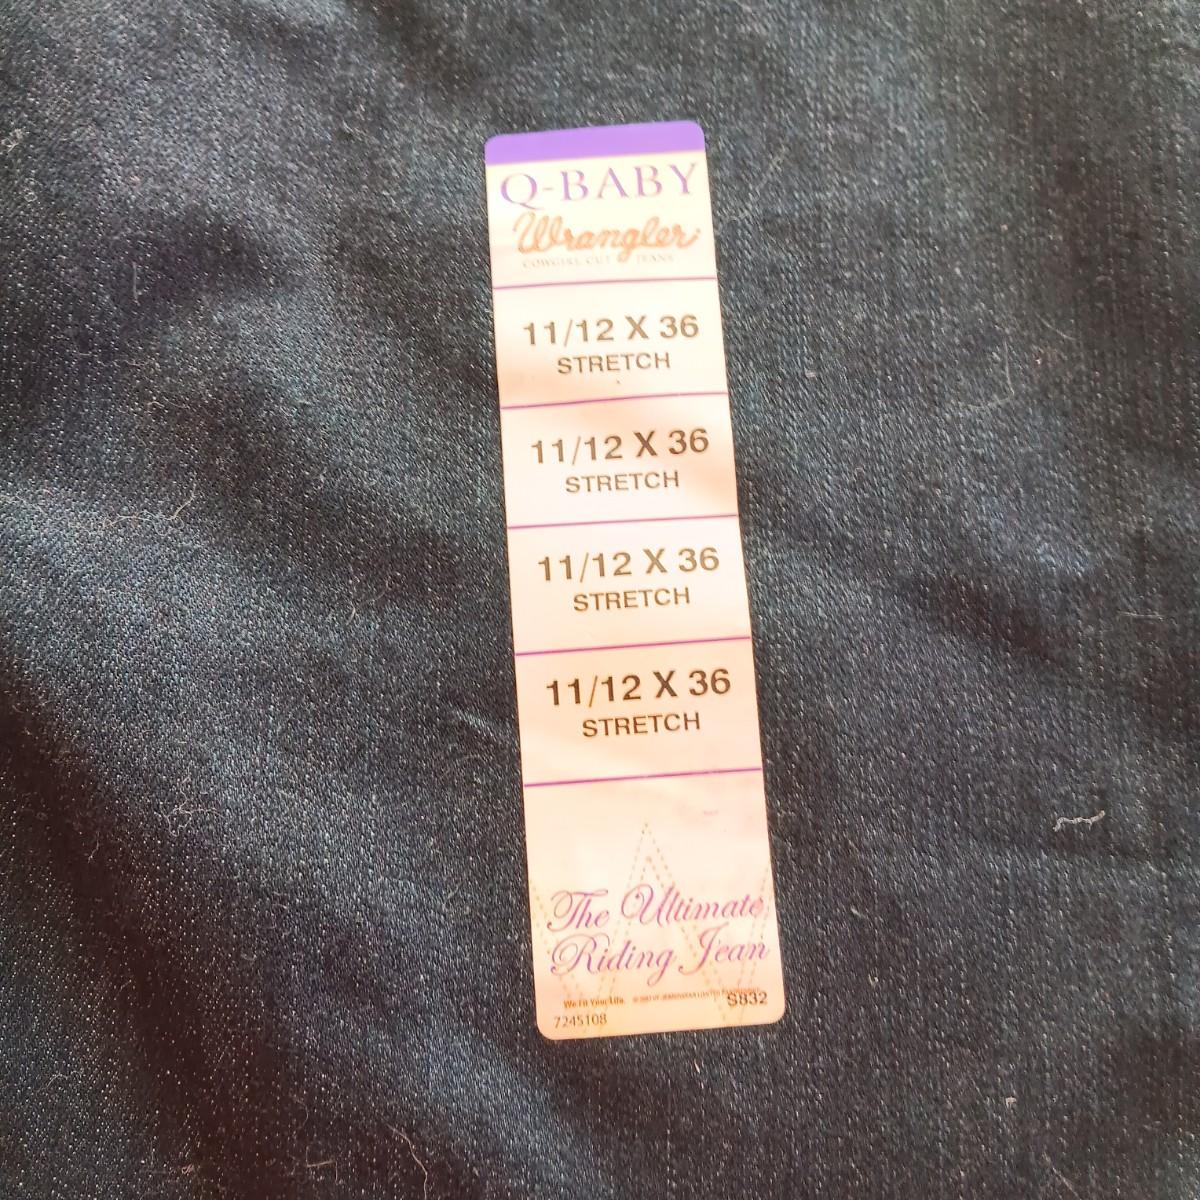 Q-BABY
Wrangler
COWGIRL CUT JEANS
11/12 X 36
STRETCH
11/12 X 36
STRETCH
11/12 X 36
STRETCH
11/12 X 36
STRETCH
The Ultimate
Riding Jean
We Fit Your Life.
S832
7245108